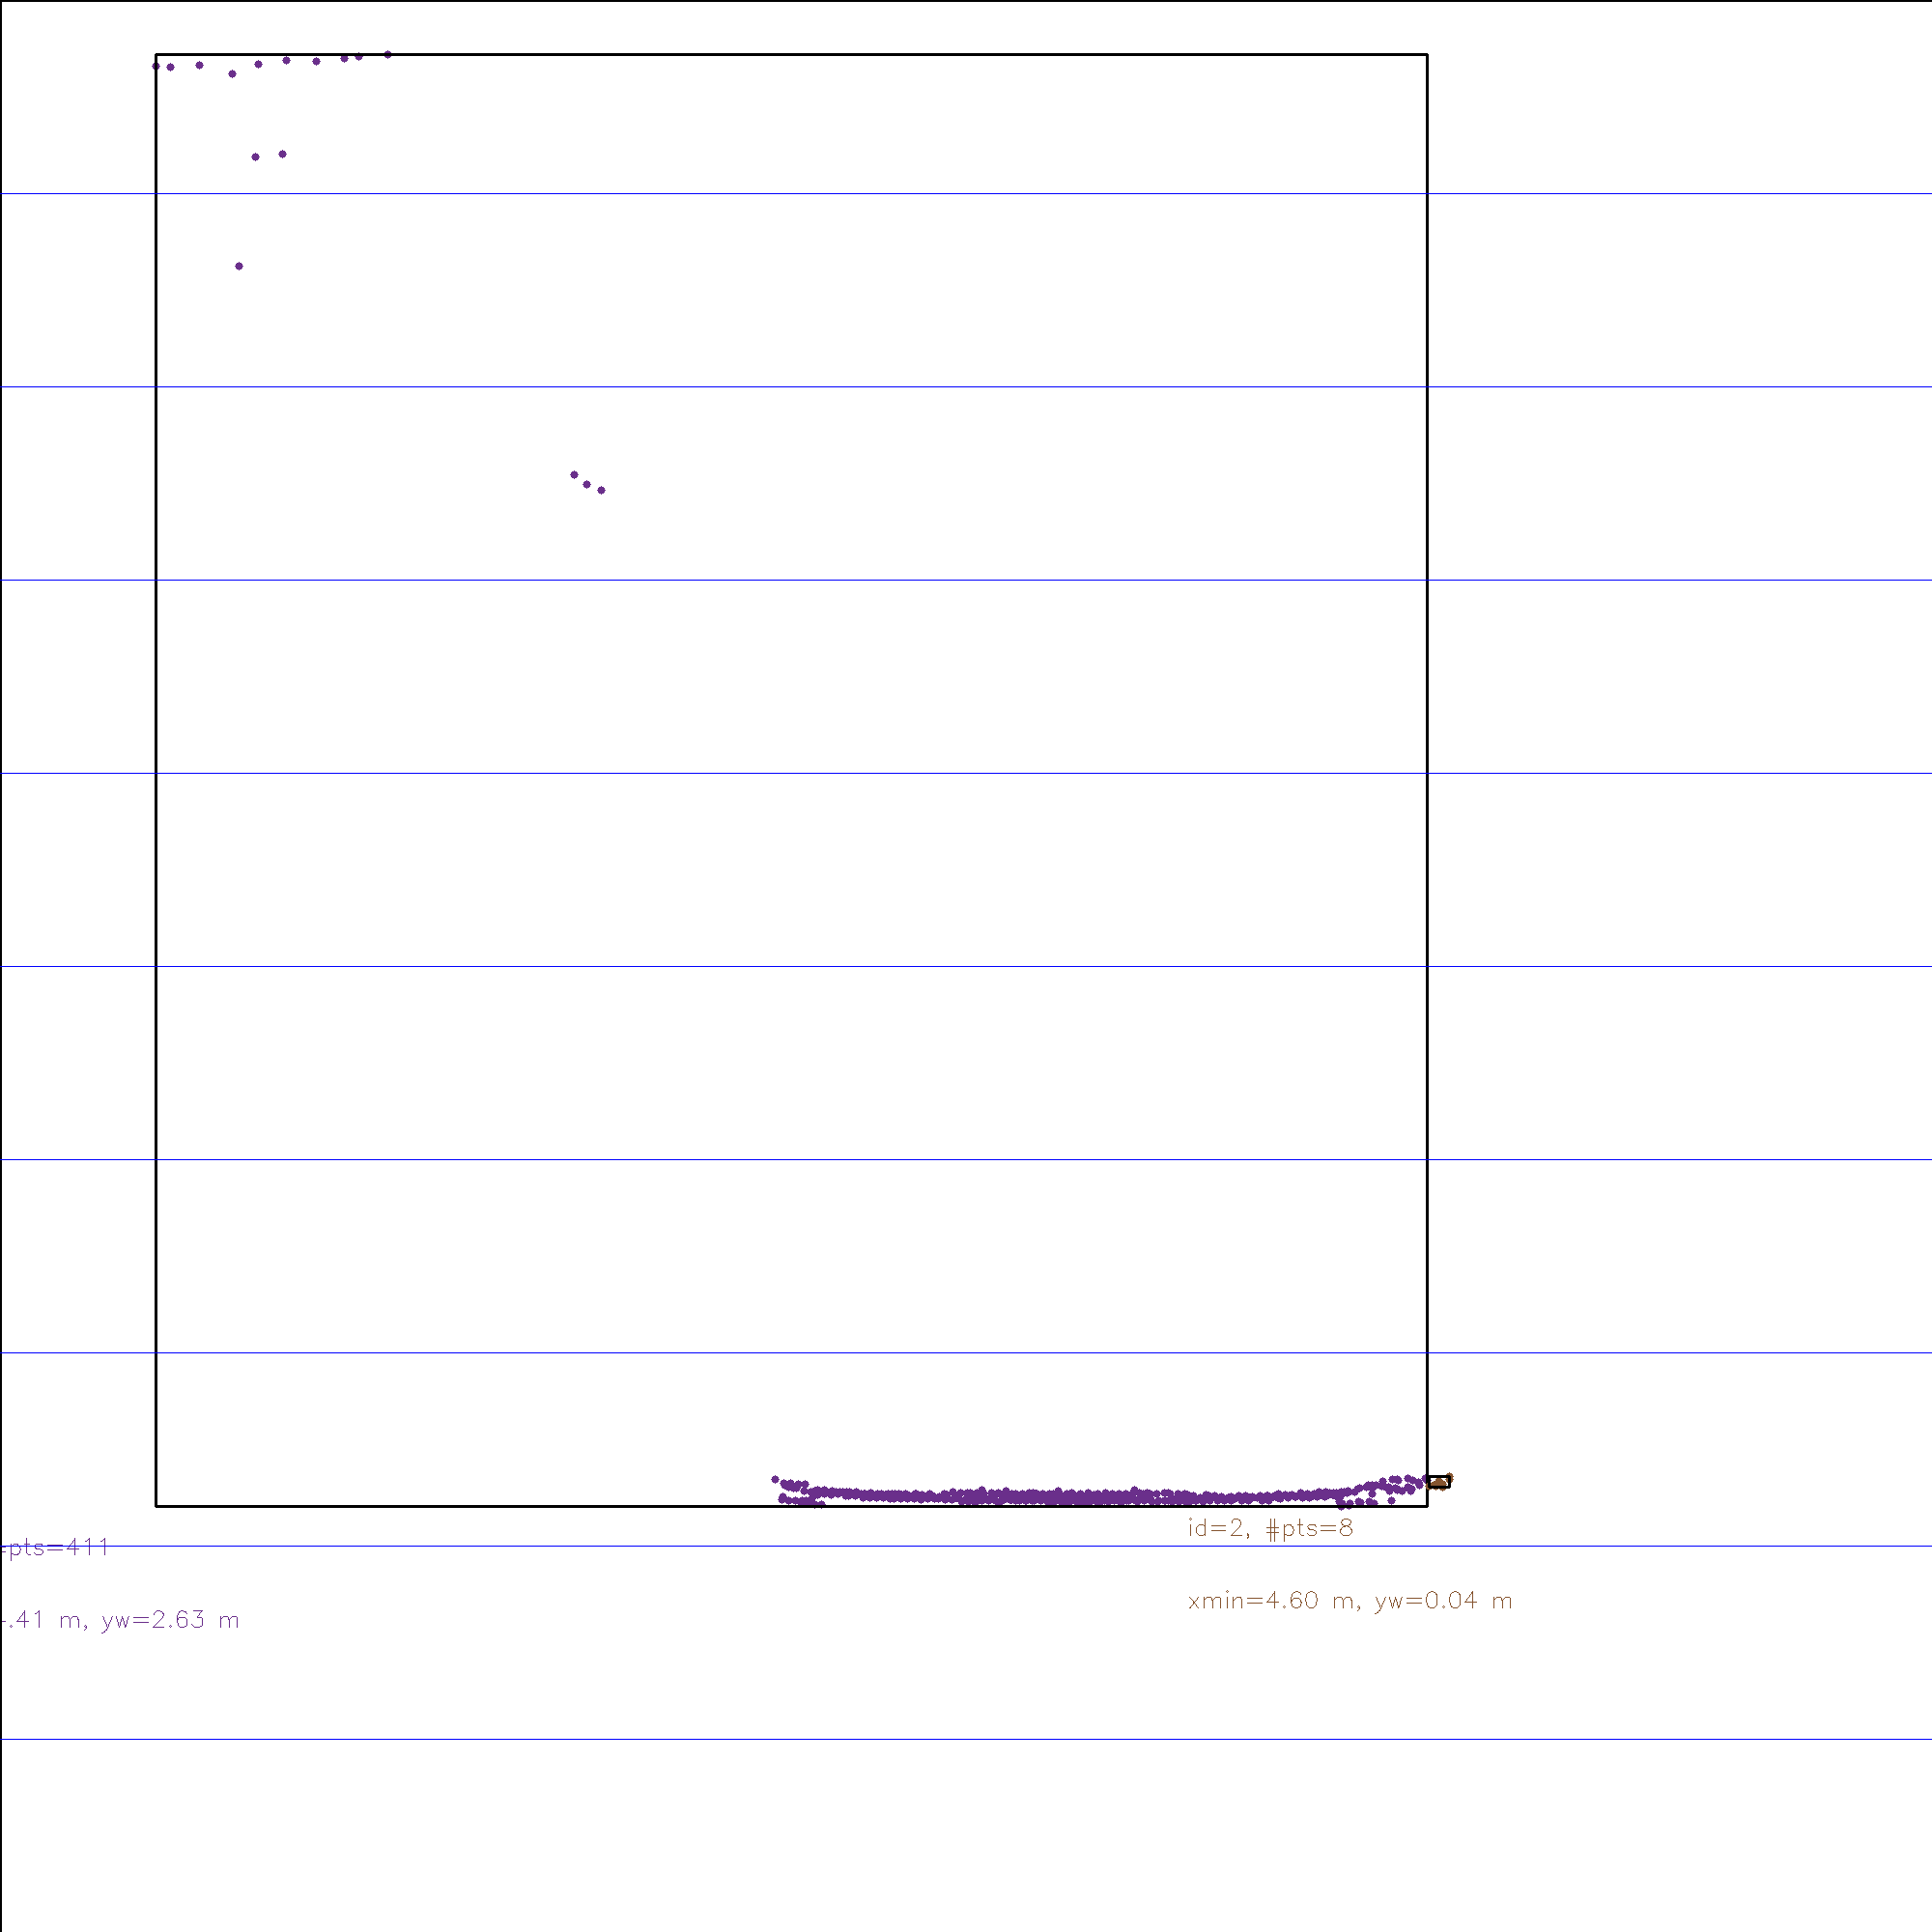 id=2, #pts=8
pts=411
xmin=4.60 m, yw=0.04 m
.41 m, yw=2.63 m